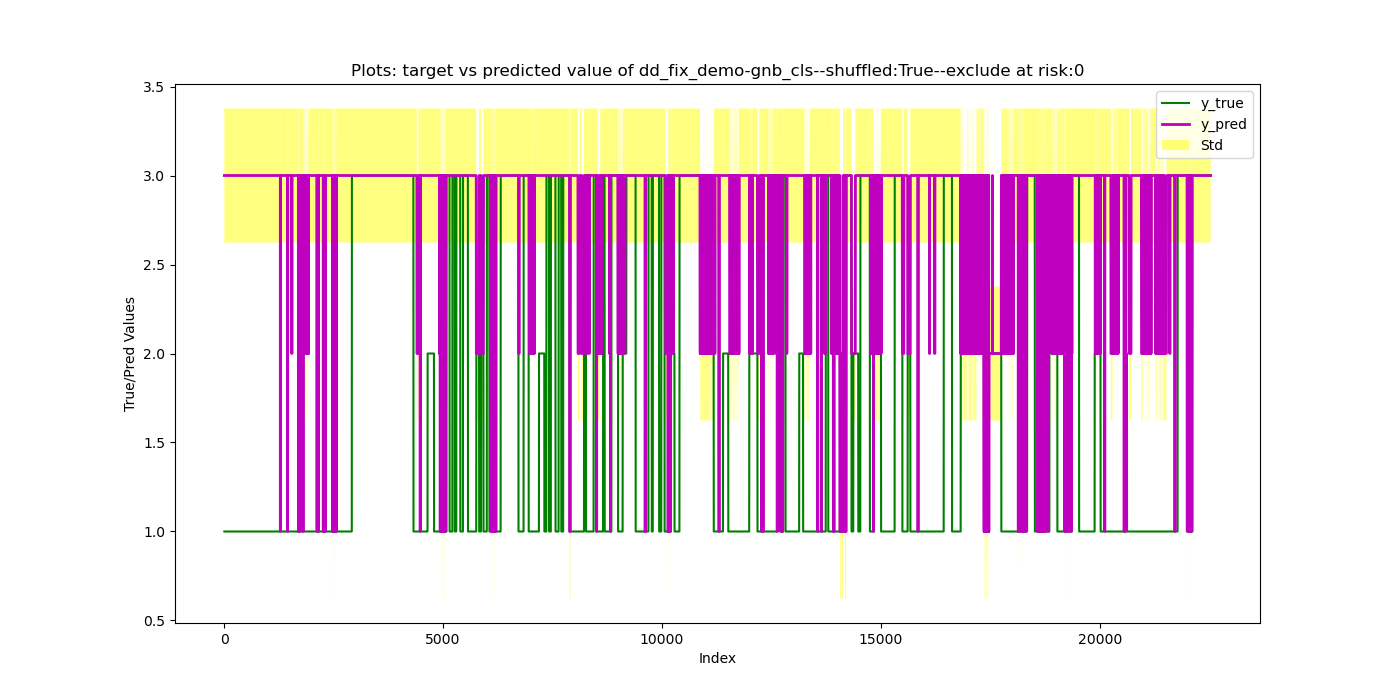 Plots: target vs predicted value of dd_fix_demo-gnb_cls--shuffled:True--exclude at risk:0
3.5
3.0
2.5
2.0
1.5
1.0
0.5
True/Pred Values
y_true
y_pred
Std
0
5000
10000
15000
20000
Index